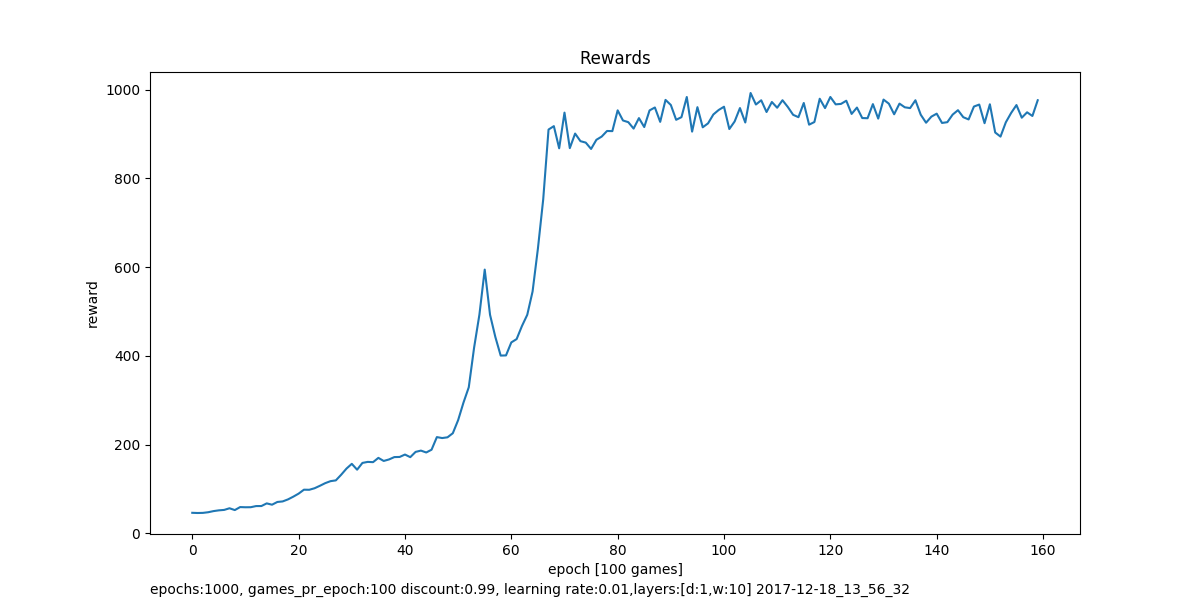 Rewards
1000
800
600
400
200
0
reward
0 20 40 60 80 100 120 140 160
epoch [100 games]
epochs:1000, games_pr_epoch:100 discount:0.99, learning rate:0.01,layers:[d:1,w:10] 2017-12-18_13_56_32